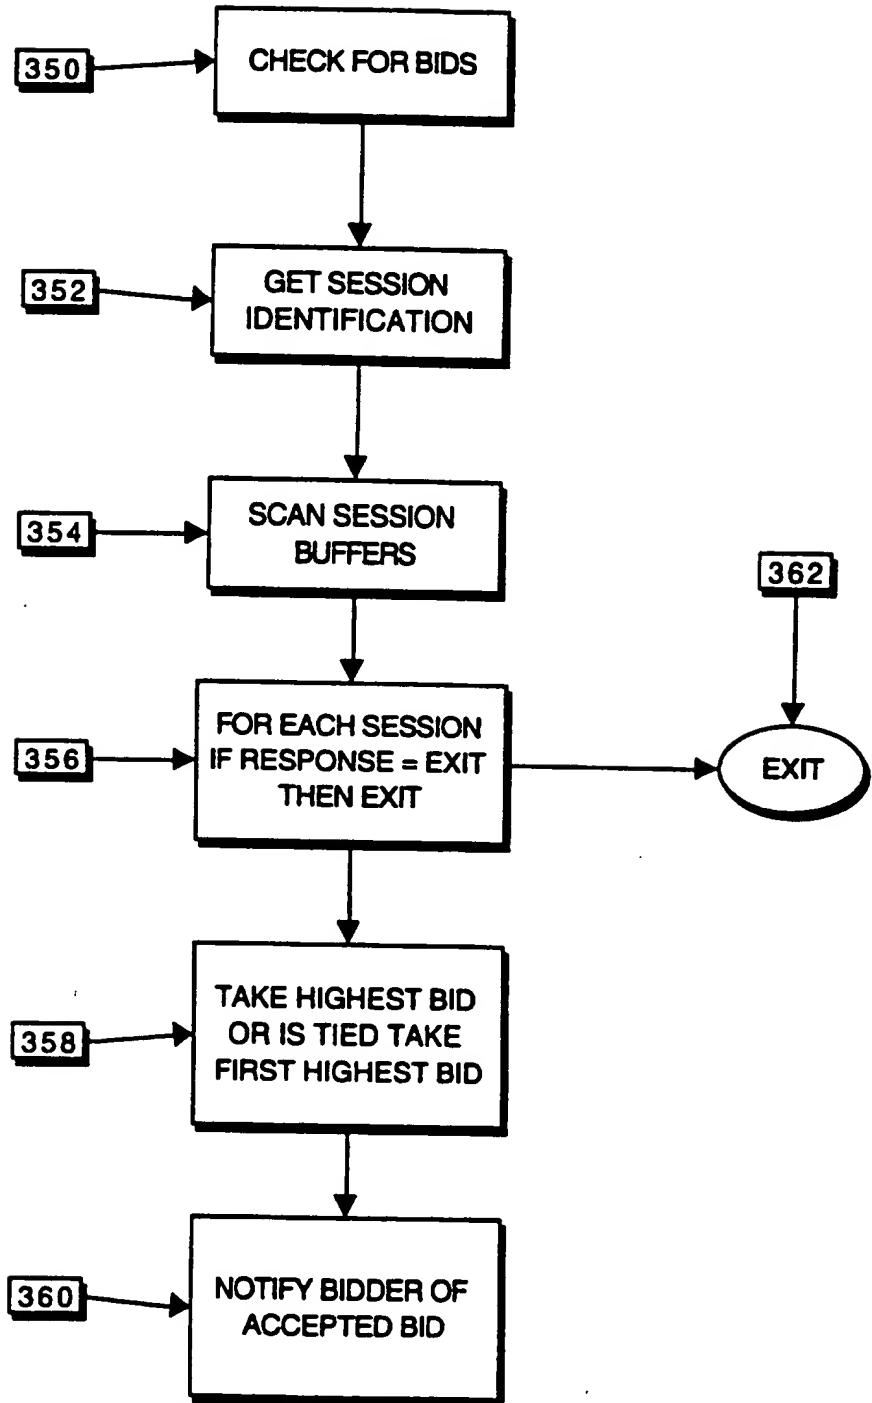 350
CHECK FOR BIDS
352
GET SESSION
IDENTIFICATION
354
SCAN SESSION
BUFFERS
362
356
FOR EACH SESSION
IF RESPONSE = EXIT
THEN EXIT
EXIT
358
TAKE HIGHEST BID
OR IS TIED TAKE
FIRST HIGHEST BID
360
NOTIFY BIDDER OF
ACCEPTED BID